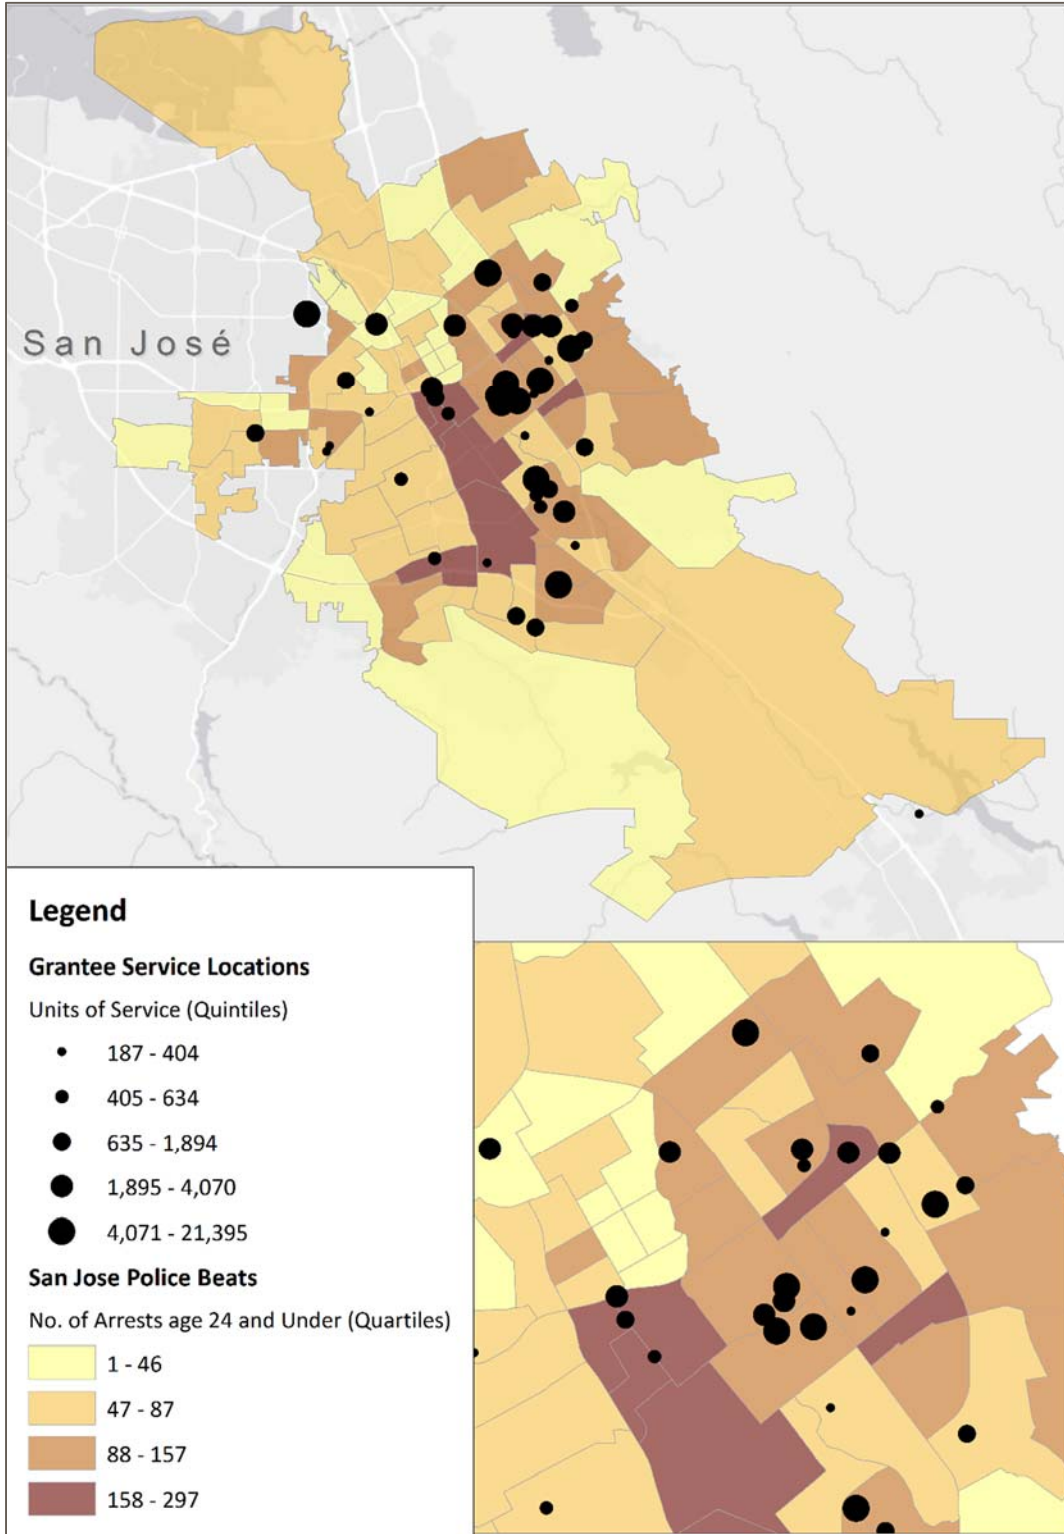 San José
Legend
Grantee Service Locations
Units of Service (Quintiles)
187 - 404
405 - 634
635 - 1,894
1,895 - 4,070
4,071 - 21,395
San Jose Police Beats
No. of Arrests age 24 and Under (Quartiles)
1 - 46
47 - 87
88 - 157
158 - 297